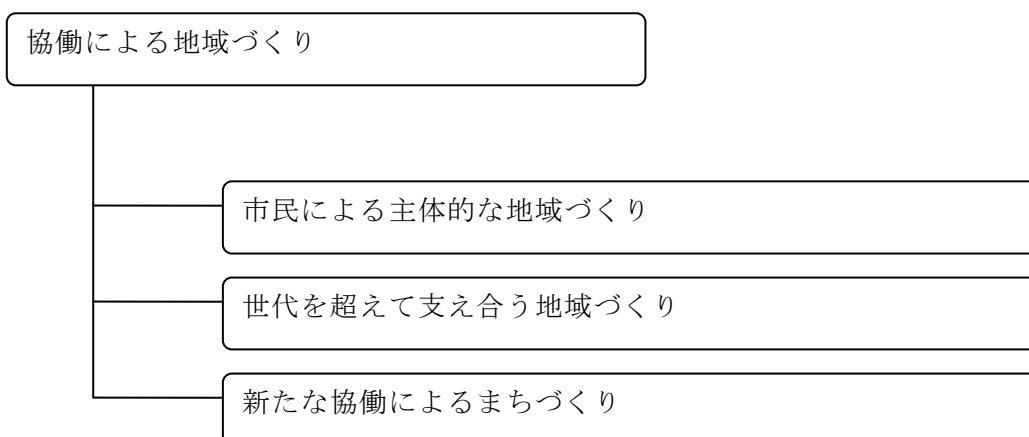 協働による地域づくり
市民による主体的な地域づくり
世代を超えて支え合う地域づくり
新たな協働によるまちづくり